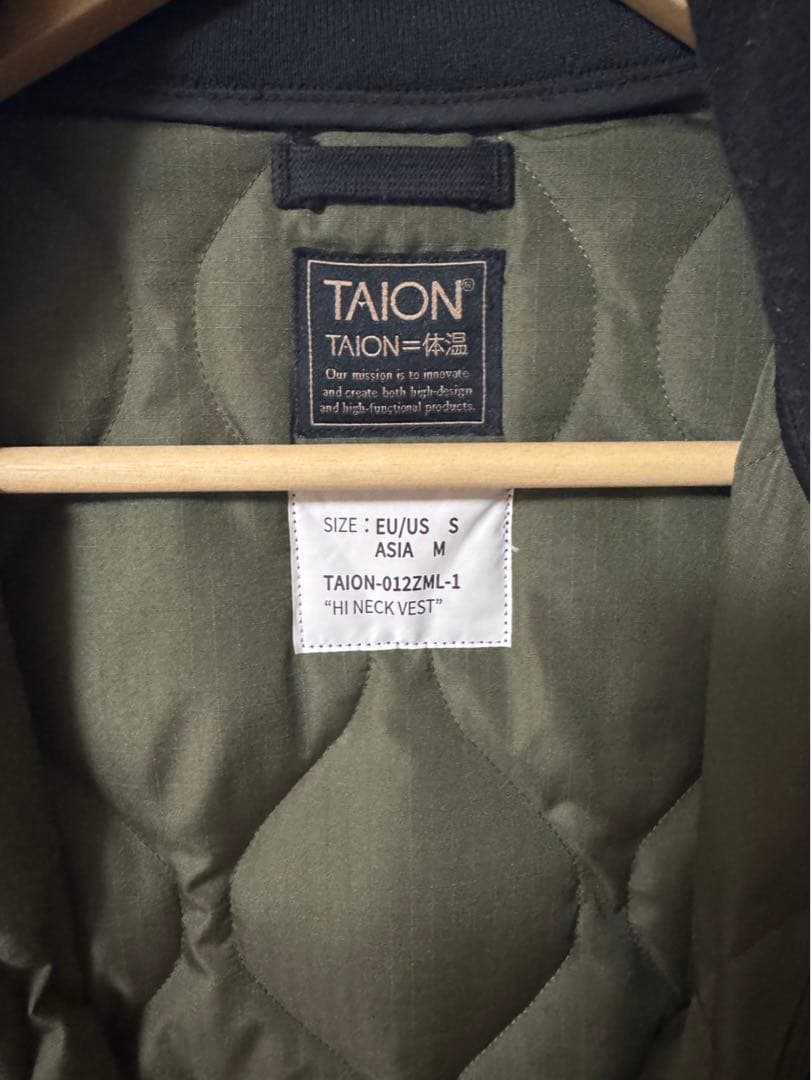 TAION®
TAION=体温
Our mission is to innovate
and create both high-design
and high-functional products.
SIZE : EU/US S
ASIA M
TAION-012ZML-1
“HI NECK VEST”